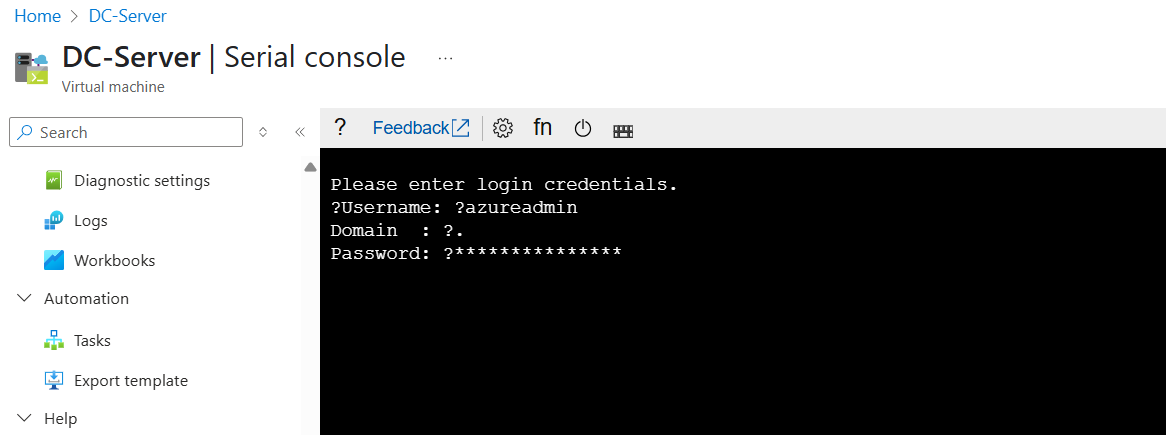 Home > DC-Server
DC-Server | Serial console ...
Virtual machine
Search
Diagnostic settings
Logs
Workbooks
Automation
Tasks
Export template
Help
? Feedback fn
Please enter login credentials.
?Username: ?azureadmin
Domain  : ?.
Password: ?***************